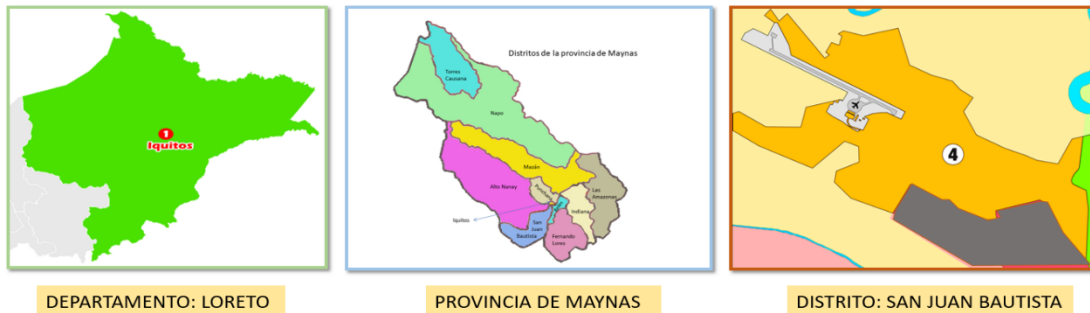 1
Iquitos
Distritos de la provincia de Maynas
Torres
Causana
Napo
Mazán
Alto Nanay
Punchana
Las
Amazonas
Indiana
Iquitos
San
Juan
Bautista
Fernando
Lores
4
DEPARTAMENTO: LORETO
PROVINCIA DE MAYNAS
DISTRITO: SAN JUAN BAUTISTA